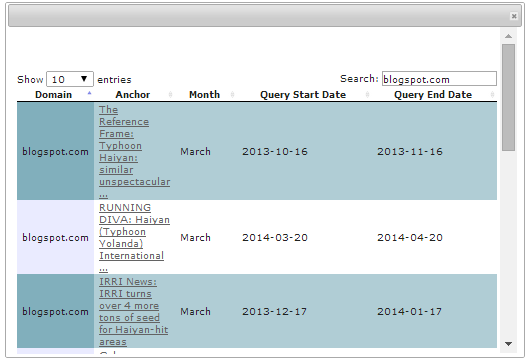 Show 10 entries Search: blogspot.com
Domain Anchor Month Query Start Date Query End Date
The
Reference
Frame:
Typhoon
blogspot.com Haiyan: March 2013-10-16 2013-11-16
similar
unspectacular
...
RUNNING
DIVA: Haiyan
(Typhoon
blogspot.com Yolanda) March 2014-03-20 2014-04-20
International
...
IRRI News:
IRRI turns
blogspot.com over 4 more March 2013-12-17 2014-01-17
tons of seed
for Haiyan-hit
areas